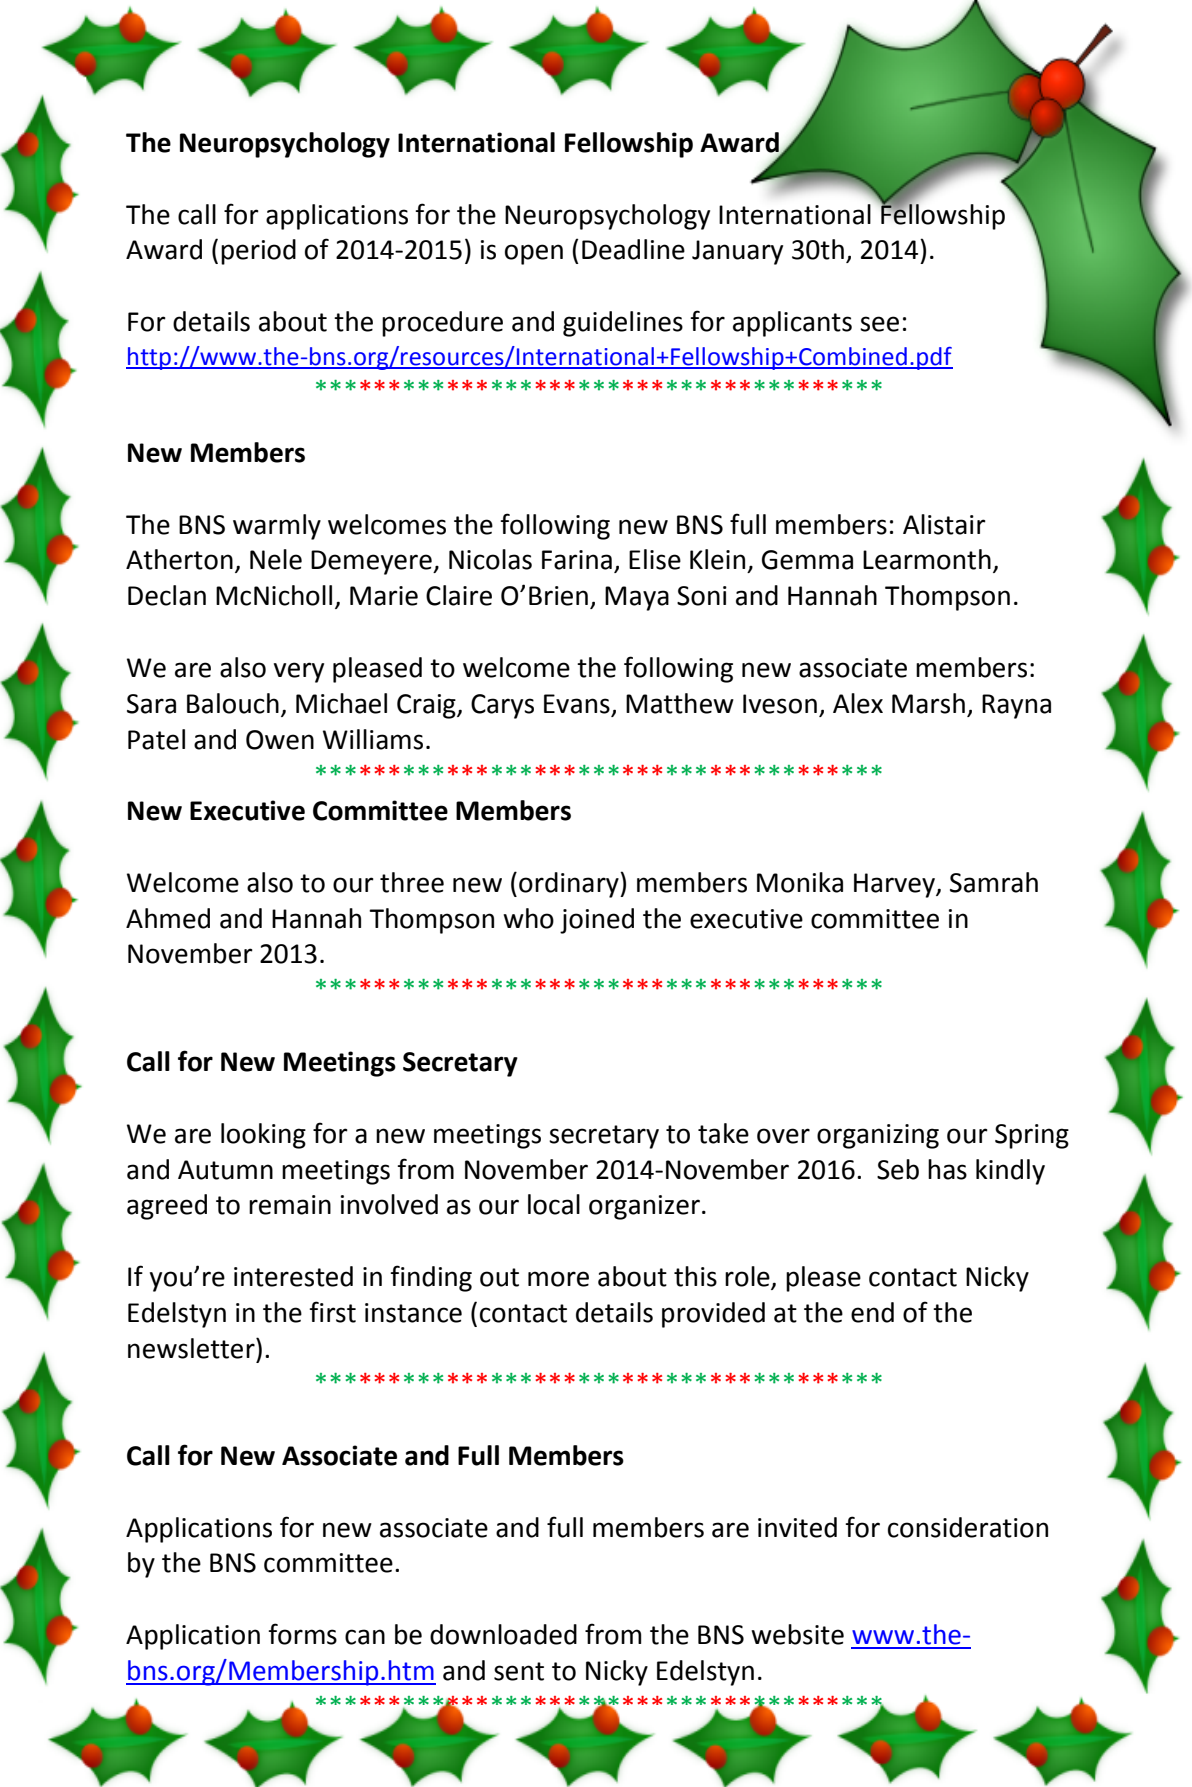 The Neuropsychology International Fellowship Award
The call for applications for the Neuropsychology International Fellowship
Award (period of 2014-2015) is open (Deadline January 30th, 2014).
For details about the procedure and guidelines for applicants see:
http://www.the-bns.org/resources/International+Fellowship+Combined.pdf
***************************************
New Members
The BNS warmly welcomes the following new BNS full members: Alistair
Atherton, Nele Demeyere, Nicolas Farina, Elise Klein, Gemma Learmonth,
Declan McNicholl, Marie Claire O’Brien, Maya Soni and Hannah Thompson.
We are also very pleased to welcome the following new associate members:
Sara Balouch, Michael Craig, Carys Evans, Matthew Iveson, Alex Marsh, Rayna
Patel and Owen Williams.
***************************************
New Executive Committee Members
Welcome also to our three new (ordinary) members Monika Harvey, Samrah
Ahmed and Hannah Thompson who joined the executive committee in
November 2013.
***************************************
Call for New Meetings Secretary
We are looking for a new meetings secretary to take over organizing our Spring
and Autumn meetings from November 2014-November 2016.  Seb has kindly
agreed to remain involved as our local organizer.
If you’re interested in finding out more about this role, please contact Nicky
Edelstyn in the first instance (contact details provided at the end of the
newsletter).
***************************************
Call for New Associate and Full Members
Applications for new associate and full members are invited for consideration
by the BNS committee.
Application forms can be downloaded from the BNS website www.the-
bns.org/Membership.htm and sent to Nicky Edelstyn.
***************************************